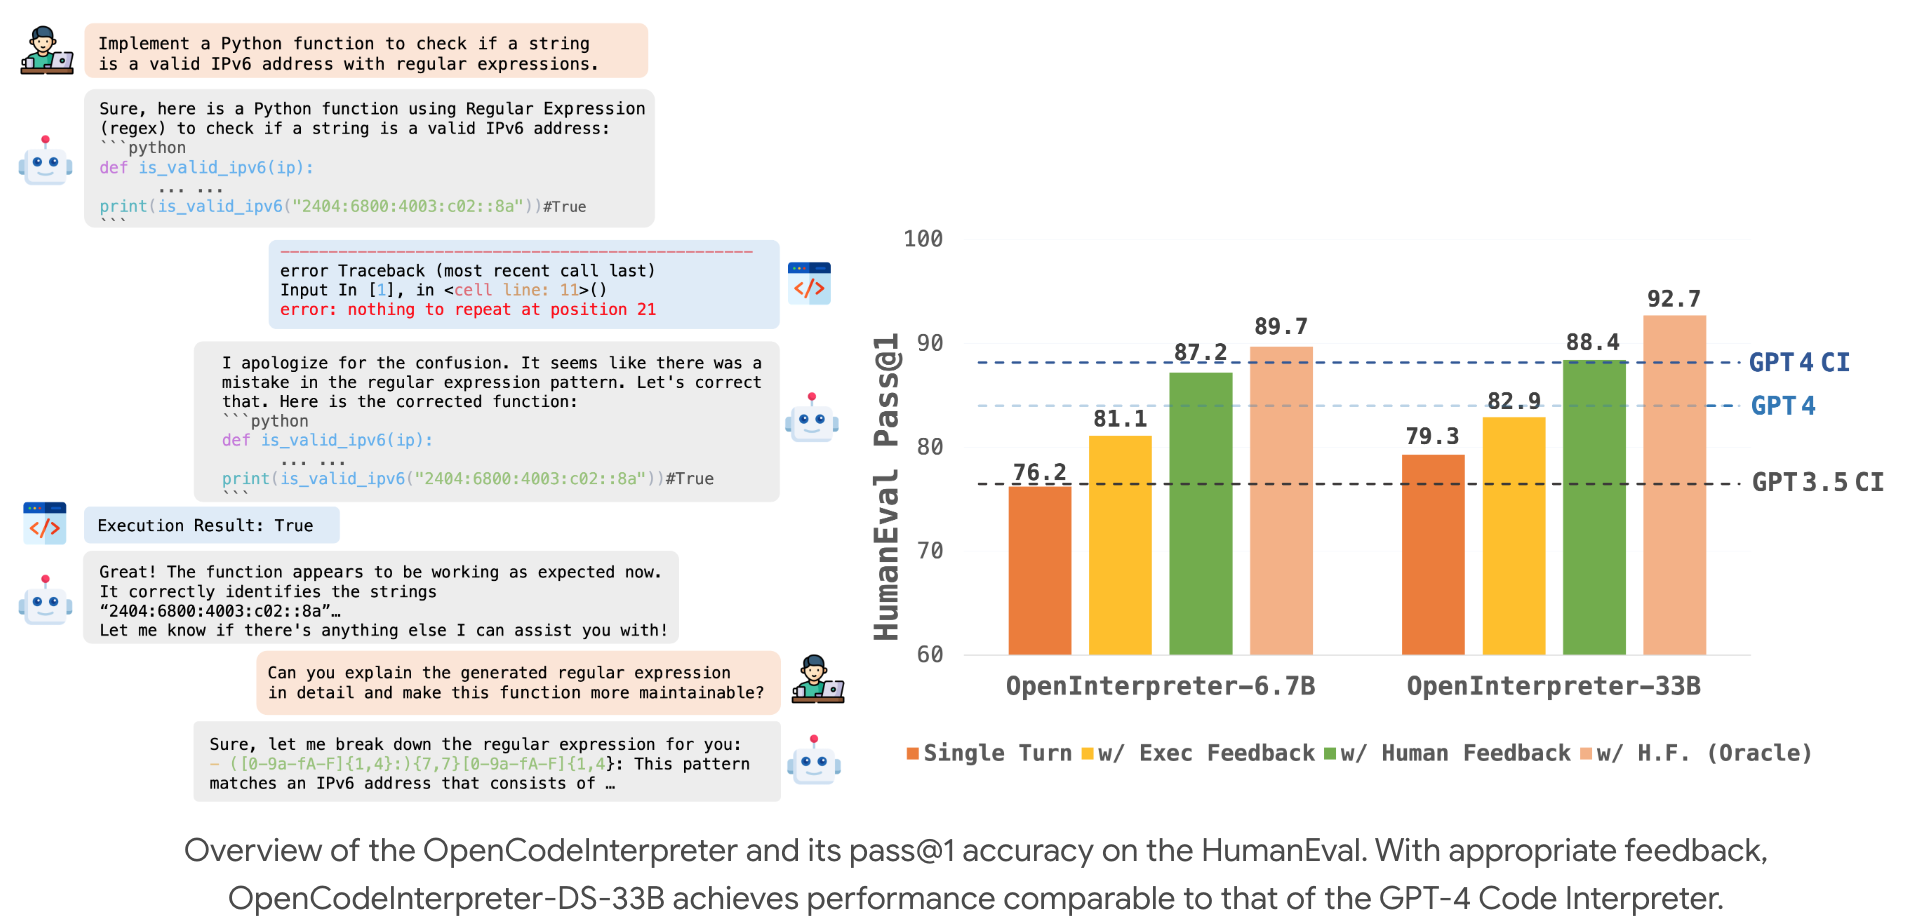 Implement a Python function to check if a string
is a valid IPv6 address with regular expressions.
Sure, here is a Python function using Regular Expression
(regex) to check if a string is a valid IPv6 address:
```python
def is_valid_ipv6(ip):
... ...
print(is_valid_ipv6("2404:6800:4003:c02::8a"))#True
```
error Traceback (most recent call last)
Input In [1], in <cell line: 11>()
error: nothing to repeat at position 21
I apologize for the confusion. It seems like there was a
mistake in the regular expression pattern. Let's correct
that. Here is the corrected function:
```python
def is_valid_ipv6(ip):
... ...
print(is_valid_ipv6("2404:6800:4003:c02::8a"))#True
```
</>
Execution Result: True
Great! The function appears to be working as expected now.
It correctly identifies the strings
“2404:6800:4003:c02::8a”…
Let me know if there's anything else I can assist you with!
Can you explain the generated regular expression
in detail and make this function more maintainable?
Sure, let me break down the regular expression for you:
− ([0-9a-fA-F]{1,4}:){7,7}[0-9a-fA-F]{1,4}: This pattern
matches an IPv6 address that consists of …
</>
HumanEval Pass@1
100
90
80
70
60
76.2
81.1
87.2
89.7
79.3
82.9
88.4
92.7
GPT 4 CI
GPT 4
GPT 3.5 CI
OpenInterpreter-6.7B
OpenInterpreter-33B
Single Turn
w/ Exec Feedback
w/ Human Feedback
w/ H.F. (Oracle)
Overview of the OpenCodeInterpreter and its pass@1 accuracy on the HumanEval. With appropriate feedback,
OpenCodeInterpreter-DS-33B achieves performance comparable to that of the GPT-4 Code Interpreter.